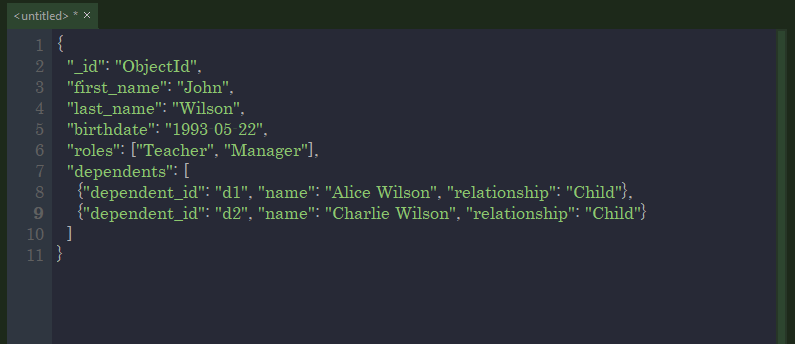 <untitled> * ×
1 {
2 "_id": "ObjectId",
3 "first_name": "John",
4 "last_name": "Wilson",
5 "birthdate": "1993-05-22",
6 "roles": ["Teacher", "Manager"],
7 "dependents": [
8 {"dependent_id": "d1", "name": "Alice Wilson", "relationship": "Child"},
9 {"dependent_id": "d2", "name": "Charlie Wilson", "relationship": "Child"}
10 ]
11 }